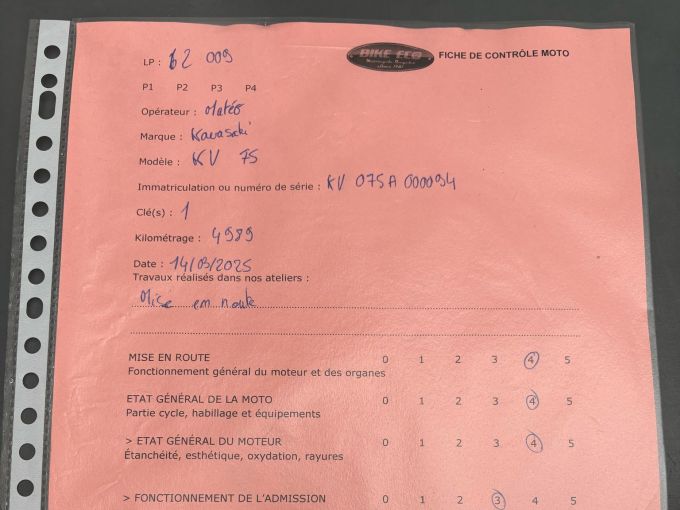 LP : 62 009
BIKE ECO
FICHE DE CONTRÔLE MOTO
P1 P2 P3 P4
Opérateur : Matéo
Marque : Kawasaki
Modèle : KV 75
Immatriculation ou numéro de série : KV 075A 000094
Clé(s) : 1
Kilométrage : 4989
Date : 14/03/2025
Travaux réalisés dans nos ateliers :
Mise en route
MISE EN ROUTE 0 1 2 3 4 5
Fonctionnement général du moteur et des organes
ETAT GÉNÉRAL DE LA MOTO 0 1 2 3 4 5
Partie cycle, habillage et équipements
> ETAT GÉNÉRAL DU MOTEUR 0 1 2 3 4 5
Étanchéité, esthétique, oxydation, rayures
> FONCTIONNEMENT DE L'ADMISSION 0 1 2 3 4 5